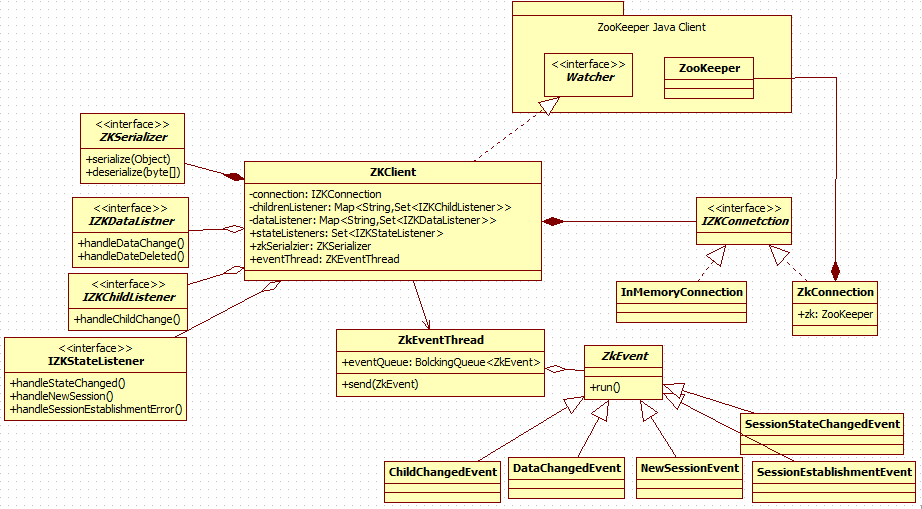 ZooKeeper Java Client
<<interface>>
Watcher
ZooKeeper
<<interface>>
ZKSerializer
+serialize(Object)
+deserialize(byte[])
ZKClient
-connection: IZKConnection
-childrenListener: Map<String,Set<IZKChildListener>>
-dataListener: Map<String,Set<IZKDataListener>>
+stateListeners: Set<IZKStateListener>
+zkSerialzier: ZKSerializer
+eventThread: ZKEventThread
<<interface>>
IZKDataListner
+handleDataChange()
+handleDateDeleted()
<<interface>>
IZKConnetction
<<interface>>
IZKChildListener
+handleChildChange()
InMemoryConnection
ZkConnection
+zk: ZooKeeper
<<interface>>
IZKStateListener
+handleStateChanged()
+handleNewSession()
+handleSessionEstablishmentError()
ZkEventThread
+eventQueue: BolckingQueue<ZkEvent>
+send(ZkEvent)
ZkEvent
+run()
SessionStateChangedEvent
ChildChangedEvent
DataChangedEvent
NewSessionEvent
SessionEstablishmentEvent